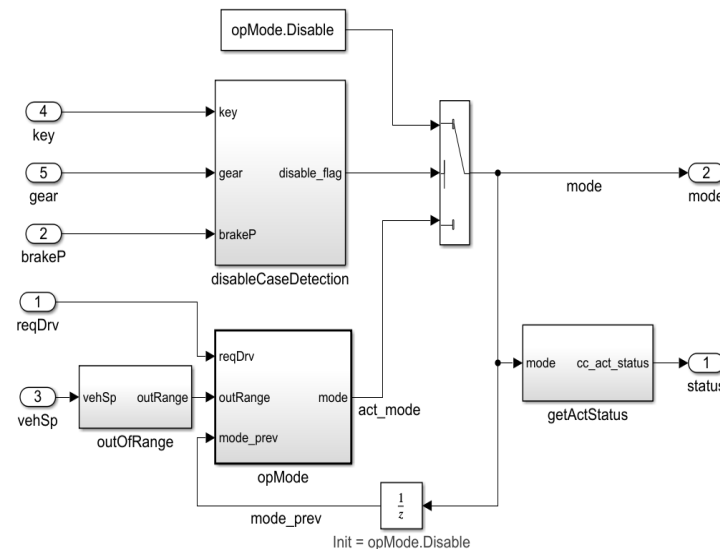 opMode.Disable
4
key
key
5
gear
gear
disable_flag
2
brakeP
brakeP
disableCaseDetection
mode
2
mode
1
reqDrv
reqDrv
3
vehSp
vehSp
outRange
outOfRange
outRange
mode
act_mode
mode_prev
opMode
mode
cc_act_status
getActStatus
1
status
1
z
mode_prev
Init = opMode.Disable